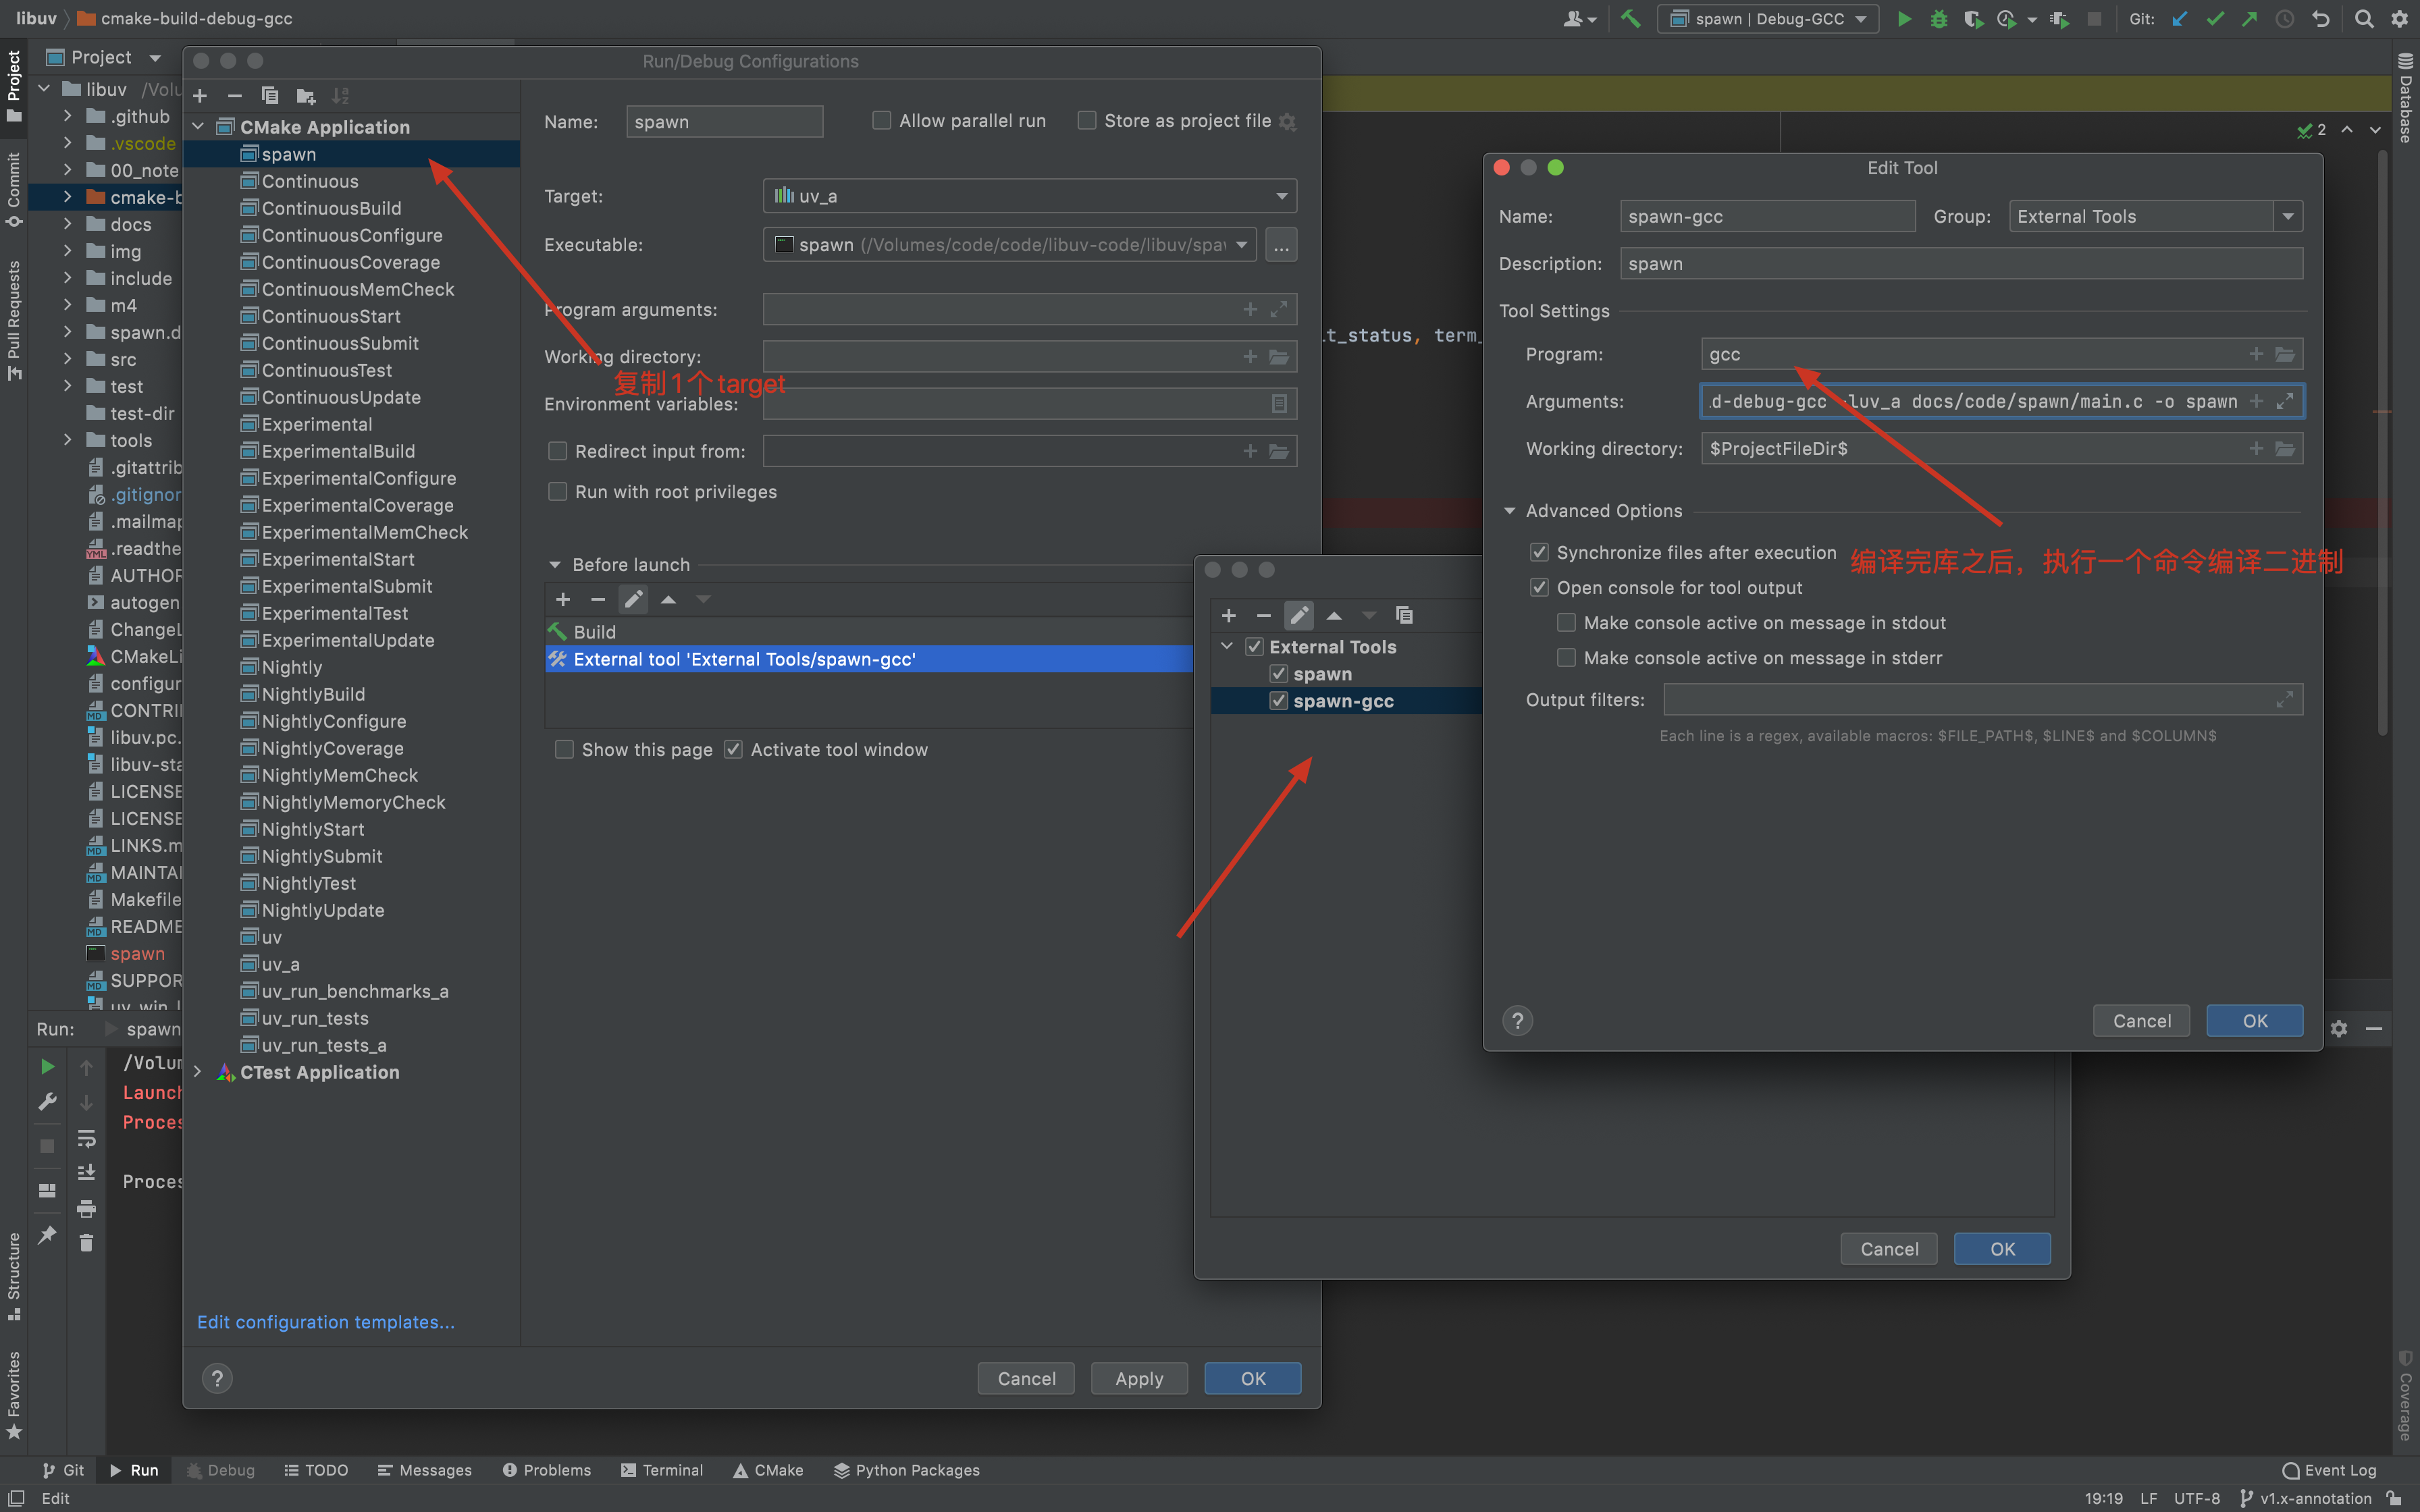 libuv
cmake-build-debug-gcc
spawn | Debug-GCC
Git:
Project
Run/Debug Configurations
libuv
.github
.vscode
00_note
cmake-b
docs
img
include
m4
spawn.d
src
test
test-dir
tools
.gitattrib
.gitignor
.mailmap
.readthe
AUTHOR
autogen
ChangeL
CMakeLi
configur
CONTRI
libuv.pc.
libuv-sta
LICENSE
LICENSE
LINKS.m
MAINTAI
Makefile
README
spawn
SUPPOR
CMake Application
spawn
Continuous
ContinuousBuild
ContinuousConfigure
ContinuousCoverage
ContinuousMemCheck
ContinuousStart
ContinuousSubmit
ContinuousTest
ContinuousUpdate
Experimental
ExperimentalBuild
ExperimentalConfigure
ExperimentalCoverage
ExperimentalMemCheck
ExperimentalStart
ExperimentalSubmit
ExperimentalTest
ExperimentalUpdate
Nightly
NightlyBuild
NightlyConfigure
NightlyCoverage
NightlyMemCheck
NightlyMemoryCheck
NightlyStart
NightlySubmit
NightlyTest
NightlyUpdate
uv
uv_a
uv_run_benchmarks_a
uv_run_tests
uv_run_tests_a
CTest Application
Edit configuration templates...
Name: spawn
Allow parallel run
Store as project file
Target: uv_a
Executable: spawn (/Volumes/code/code/libuv-code/libuv/spaw
Program arguments:
Working directory:
复制1个target
Environment variables:
Redirect input from:
Run with root privileges
Before launch
Build
External tool 'External Tools/spawn-gcc'
Show this page
Activate tool window
Cancel
Apply
OK
External Tools
spawn
spawn-gcc
Cancel
OK
2
t_status, term_
Edit Tool
Name: spawn-gcc
Group: External Tools
Description: spawn
Tool Settings
Program: gcc
Arguments: d-debug-gcc -luv_a docs/code/spawn/main.c -o spawn
Working directory: $ProjectFileDir$
Advanced Options
Synchronize files after execution
编译完库之后，执行一个命令编译二进制
Open console for tool output
Make console active on message in stdout
Make console active on message in stderr
Output filters:
Each line is a regex, available macros: $FILE_PATH$, $LINE$ and $COLUMN$
Cancel
OK
Run: spawn
/Volum
Launch
Proces
Proces
Project
Commit
Pull Requests
Structure
Favorites
Database
Coverage
Git
Run
Debug
TODO
Messages
Problems
Terminal
CMake
Python Packages
Event Log
Edit
19:19
LF
UTF-8
v1.x-annotation